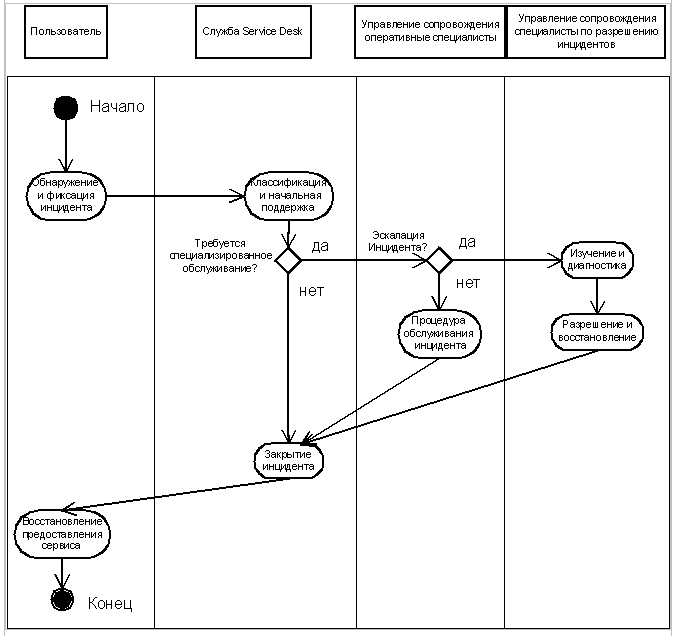 Пользователь
Служба Service Desk
Управление сопровождения
оперативные специалисты
Управление сопровождения
специалисты по разрешению
инцидентов
Начало
Обнаружение
и фиксация
инцидента
Классификация
и начальная
поддержка
Требуется
специализированное
обслуживание?
да
нет
Эскалация
Инцидента?
да
нет
Изучение и
диагностика
Процедура
обслуживания
инцидента
Разрешение и
восстановление
Закрытие
инцидента
Восстановление
предоставления
сервиса
Конец